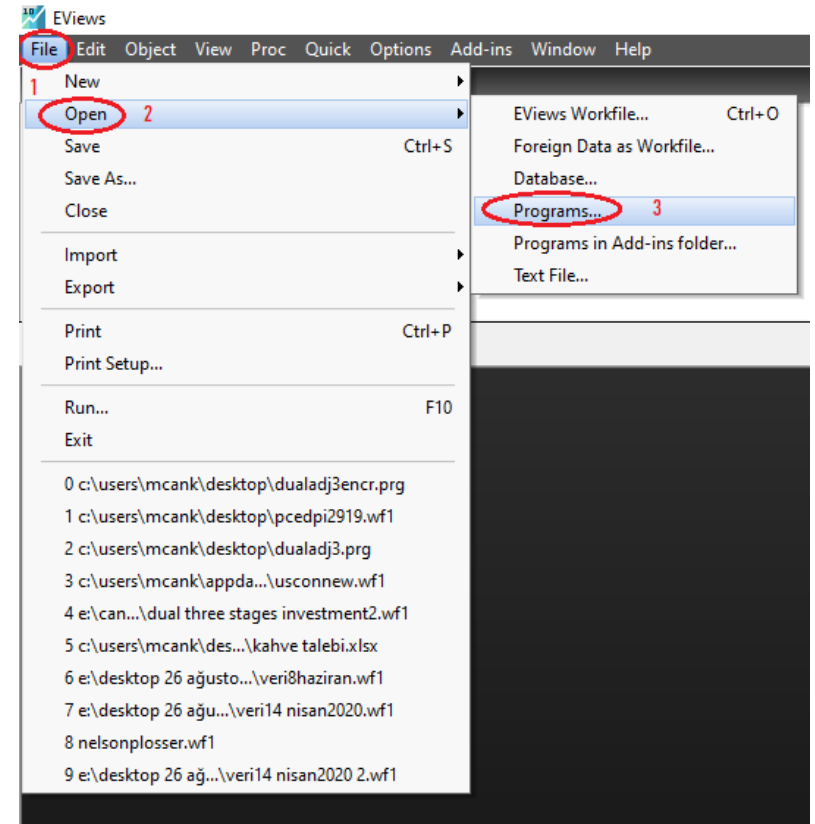 10 EViews
File Edit Object View Proc Quick Options Add-ins Window Help
1 New
Open 2
Save Ctrl+S
Save As...
Close
Import
Export
Print Ctrl+P
Print Setup...
Run... F10
Exit
0 c:\users\mcank\desktop\dualadj3encr.prg
1 c:\users\mcank\desktop\pcedpi2919.wf1
2 c:\users\mcank\desktop\dualadj3.prg
3 c:\users\mcank\appda...\usconnew.wf1
4 e:\can...\dual three stages investment2.wf1
5 c:\users\mcank\des...\kahve talebi.xlsx
6 e:\desktop 26 ağusto...\veri8haziran.wf1
7 e:\desktop 26 ağu...\veri14 nisan2020.wf1
8 nelsonplosser.wf1
9 e:\desktop 26 ağ...\veri14 nisan2020 2.wf1
EViews Workfile... Ctrl+O
Foreign Data as Workfile...
Database...
Programs... 3
Programs in Add-ins folder...
Text File...